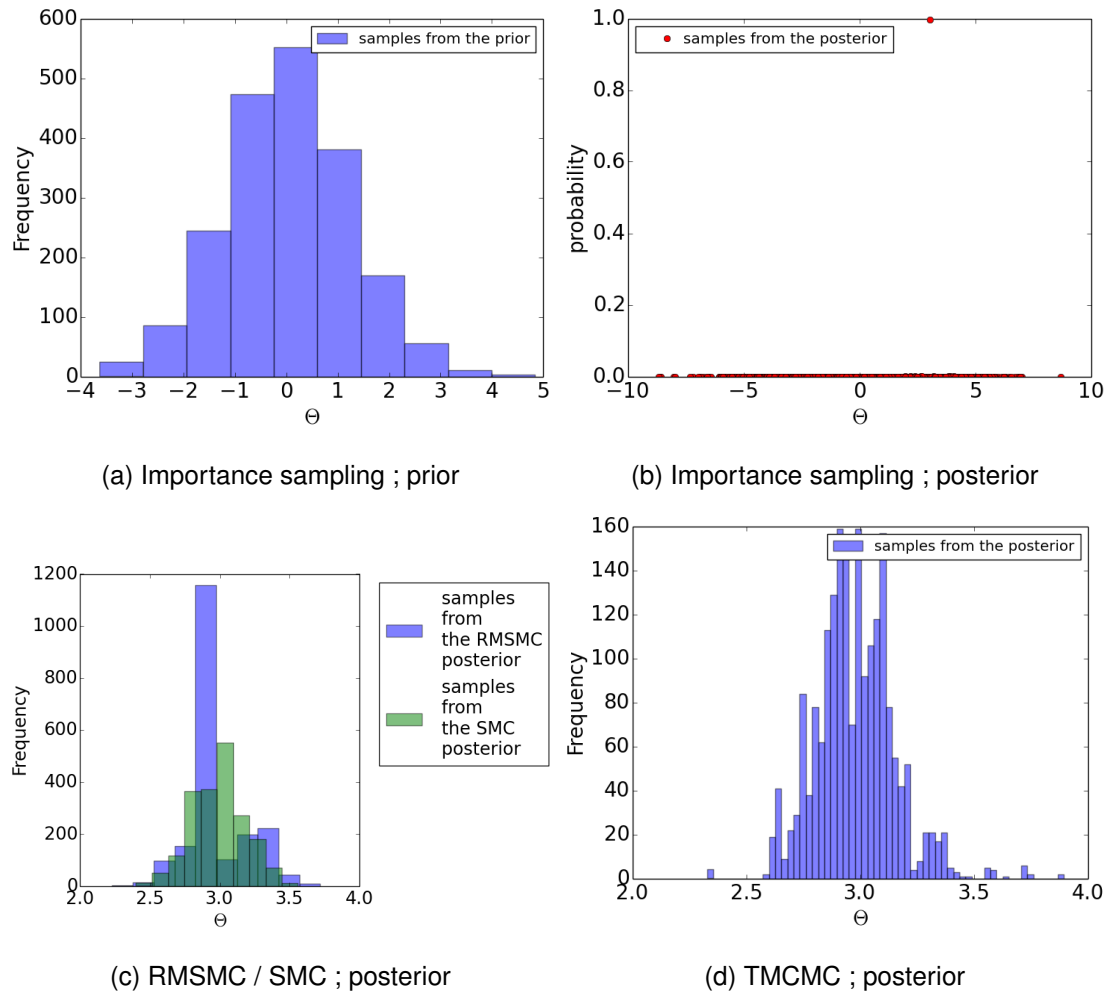 600
500
400
300
200
100
0
Frequency
samples from the prior
−4 −3 −2 −1 0 1 2 3 4 5
Θ
(a) Importance sampling ; prior
1.0
0.8
0.6
0.4
0.2
0.0
probability
samples from the posterior
−10 −5 0 5 10
Θ
(b) Importance sampling ; posterior
1200
1000
800
600
400
200
0
Frequency
2.0 2.5 3.0 3.5 4.0
Θ
samples
from
the RMSMC
posterior
samples
from
the SMC
posterior
(c) RMSMC / SMC ; posterior
160
140
120
100
80
60
40
20
0
Frequency
samples from the posterior
2.0 2.5 3.0 3.5 4.0
Θ
(d) TMCMC ; posterior